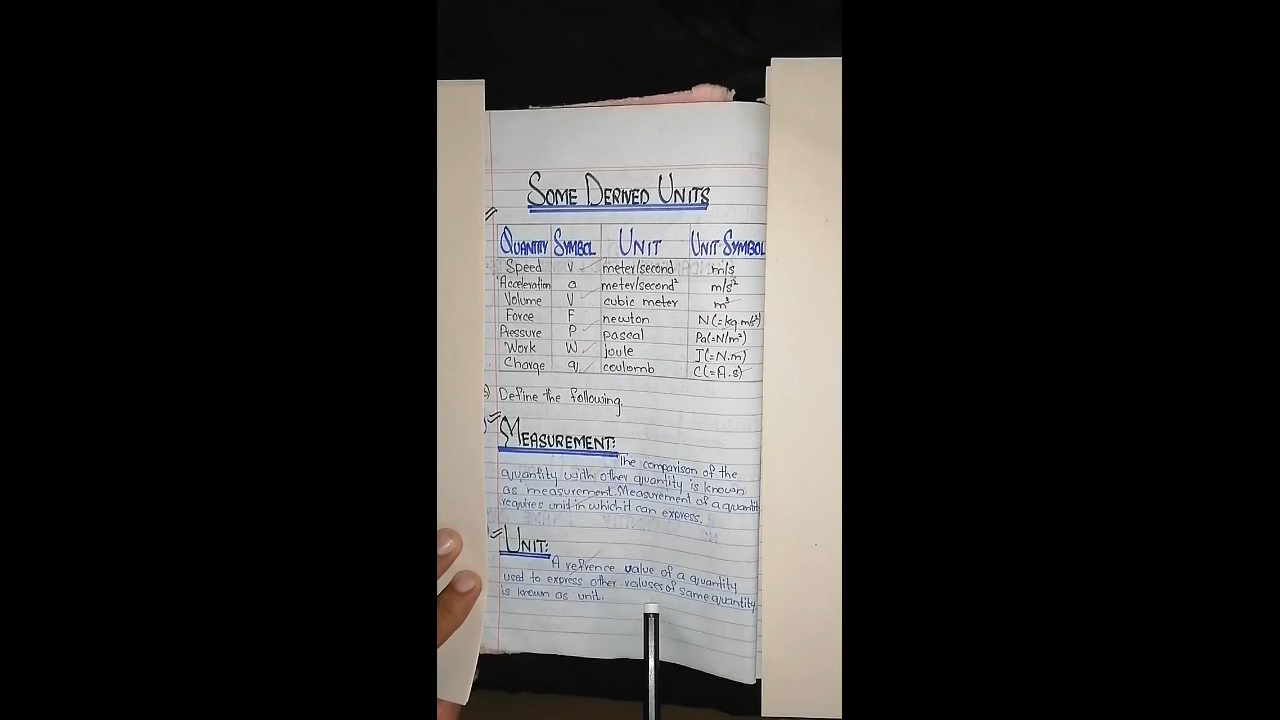 SOME DERIVED UNITS
QUANTITY SYMBOL UNIT UNIT SYMBOL
Speed v meter/second m/s
Acceleration a meter/second² m/s²
Volume V cubic meter m³
Force F newton N(=kg.m/s²)
Pressure P pascal Pa(=N/m²)
Work W joule J(=N.m)
Charge q coulomb C(=A.s)
Define the following.
MEASUREMENT:
The comparison of the
quantity with other quantity is known
as measurement. Measurement of a quantity
requires unit in which it can express.
UNIT:
A refrence value of a quantity
used to express other valuses of same quantity
is known as unit.